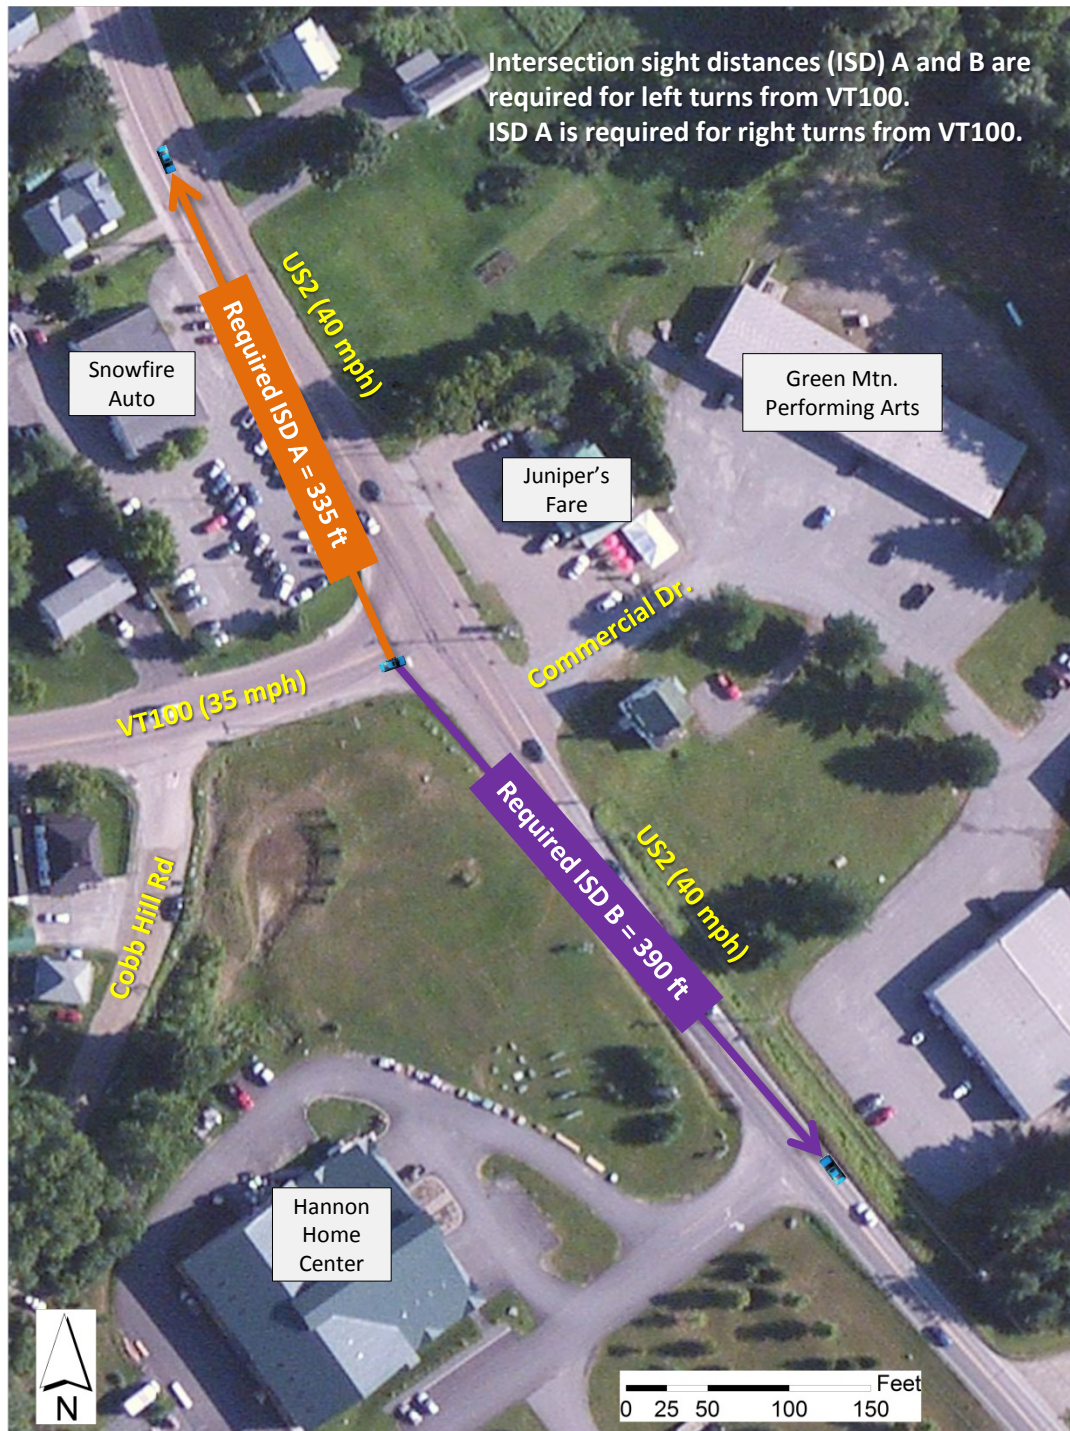 Intersection sight distances (ISD) A and B are
required for left turns from VT100.
ISD A is required for right turns from VT100.
US2 (40 mph)
Required ISD A = 335 ft
Snowfire
Auto
Green Mtn.
Performing Arts
Juniper’s
Fare
Commercial Dr.
VT100 (35 mph)
Required ISD B = 390 ft
US2 (40 mph)
Cobb Hill Rd
Hannon
Home
Center
N
Feet
0 25 50 100 150